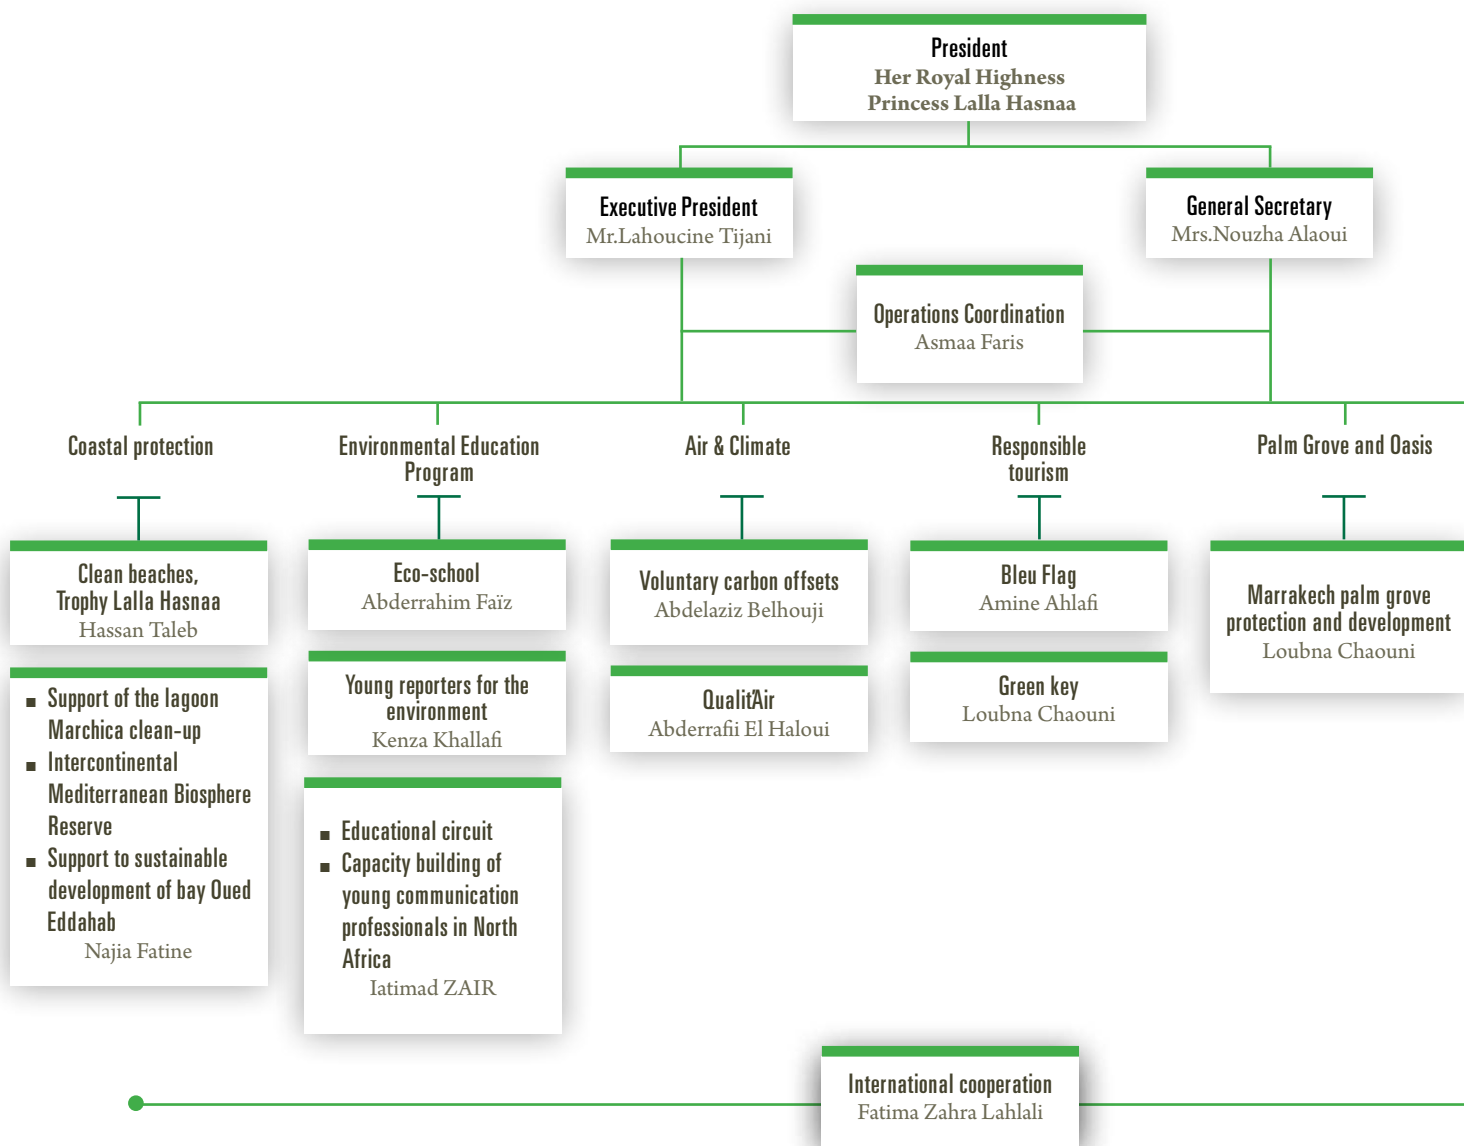 President
Her Royal Highness
Princess Lalla Hasnaa
Executive President
Mr.Lahoucine Tijani
General Secretary
Mrs.Nouzha Alaoui
Operations Coordination
Asmaa Faris
Coastal protection
Environmental Education
Program
Air & Climate
Responsible
tourism
Palm Grove and Oasis
Clean beaches,
Trophy Lalla Hasnaa
Hassan Taleb
■ Support of the lagoon
Marchica clean-up
■ Intercontinental
Mediterranean Biosphere
Reserve
■ Support to sustainable
development of bay Oued
Eddahab
Najia Fatine
Eco-school
Abderrahim Faïz
Young reporters for the
environment
Kenza Khallafi
■ Educational circuit
■ Capacity building of
young communication
professionals in North
Africa
Iatimad ZAIR
Voluntary carbon offsets
Abdelaziz Belhouji
Qualit'Air
Abderrafii El Haloui
Bleu Flag
Amine Ahlafi
Green key
Loubna Chaouni
Marrakech palm grove
protection and development
Loubna Chaouni
International cooperation
Fatima Zahra Lahlali